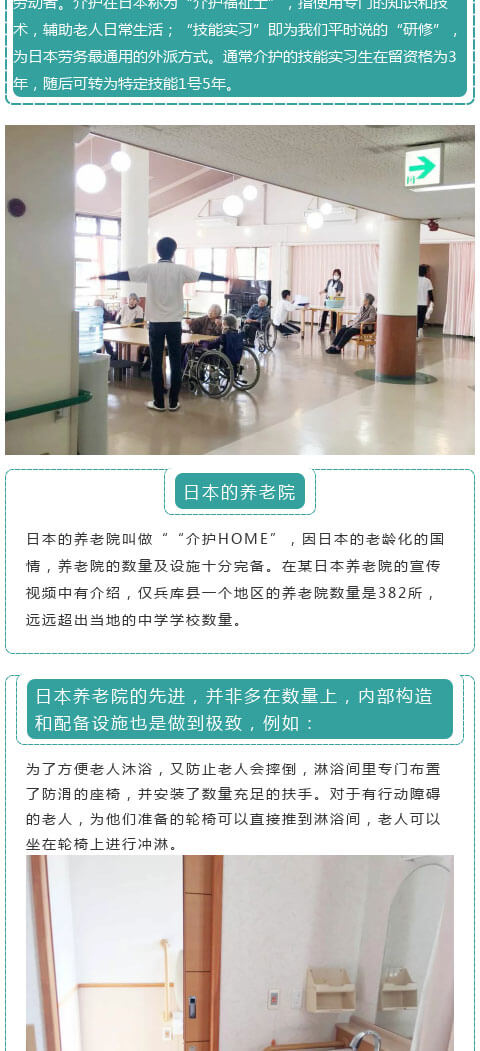 劳动者。介护在日本称为“介护福祉士”，指使用专门的知识和技
术，辅助老人日常生活；“技能实习”即为我们平时说的“研修”，
为日本劳务最通用的外派方式。通常介护的技能实习生在留资格为3
年，随后可转为特定技能1号5年。
日本的养老院
日本的养老院叫做““介护HOME”，因日本的老龄化的国
情，养老院的数量及设施十分完备。在某日本养老院的宣传
视频中有介绍，仅兵库县一个地区的养老院数量是382所，
远远超出当地的中学学校数量。
日本养老院的先进，并非多在数量上，内部构造
和配备设施也是做到极致，例如：
为了方便老人沐浴，又防止老人会摔倒，淋浴间里专门布置
了防滑的座椅，并安装了数量充足的扶手。对于有行动障碍
的老人，为他们准备的轮椅可以直接推到淋浴间，老人可以
坐在轮椅上进行冲淋。